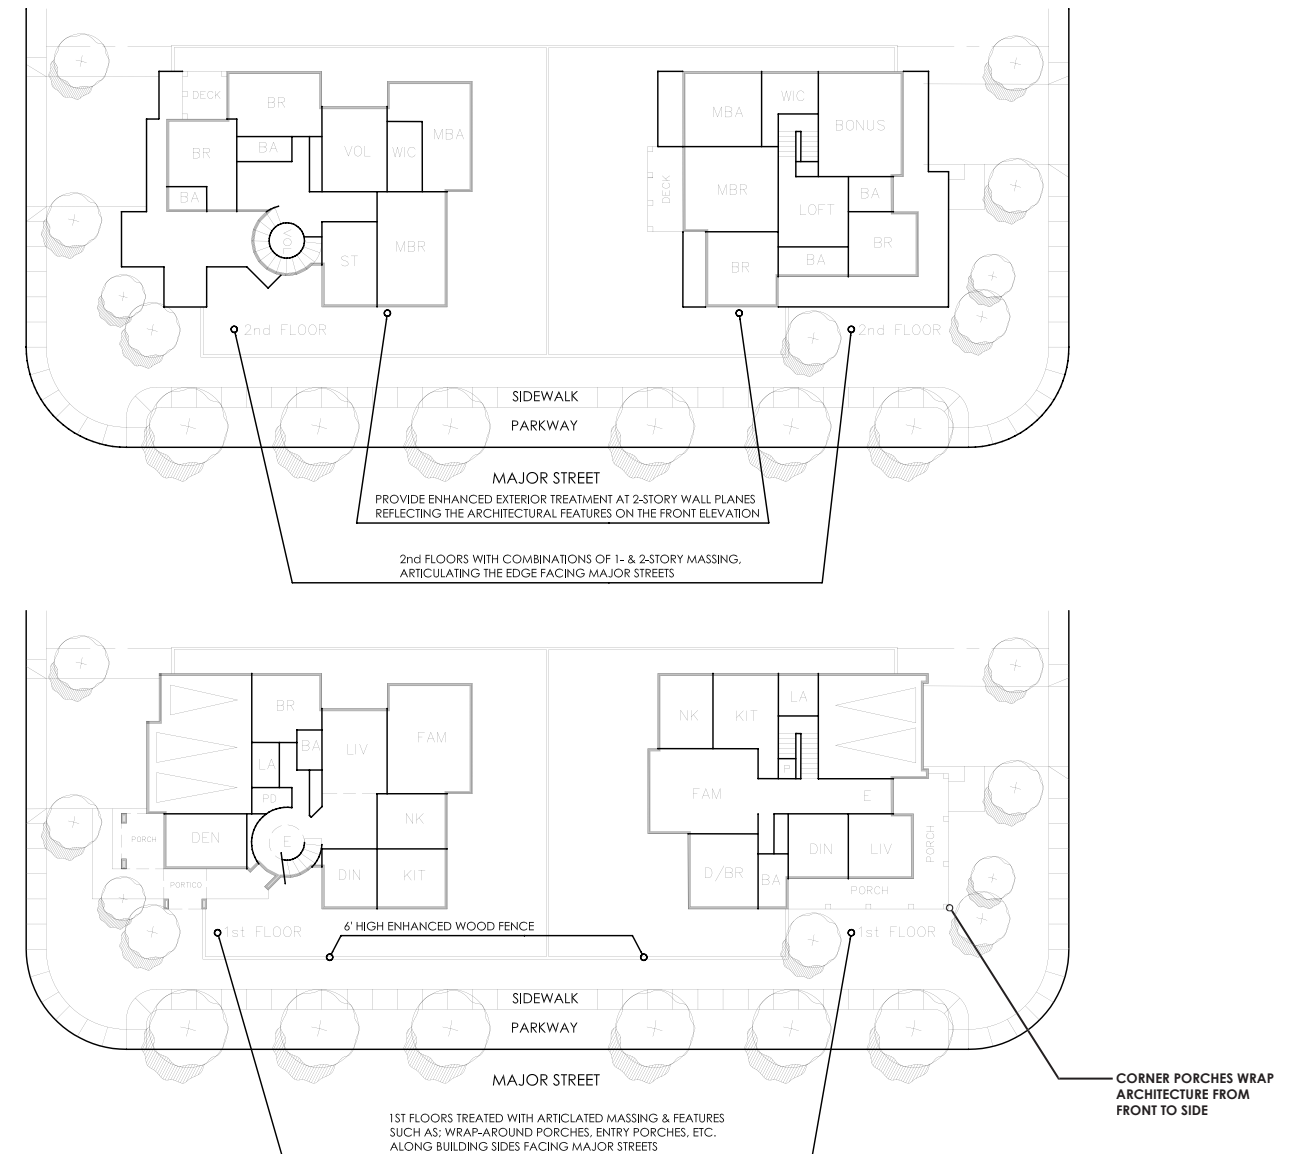 DECK
BR
MBA
BR
BA
VOL
WIC
BA
VOL
ST
MBR
2nd FLOOR
MBA
WIC
BONUS
DECK
MBR
LOFT
BA
BR
BR
BA
2nd FLOOR
SIDEWALK
PARKWAY
MAJOR STREET
PROVIDE ENHANCED EXTERIOR TREATMENT AT 2-STORY WALL PLANES
REFLECTING THE ARCHITECTURAL FEATURES ON THE FRONT ELEVATION
2nd FLOORS WITH COMBINATIONS OF 1- & 2-STORY MASSING,
ARTICULATING THE EDGE FACING MAJOR STREETS
BR
LIV
FAM
BA
LA
PD
NK
PORCH
DEN
E
DIN
KIT
PORTICO
1st FLOOR
NK
KIT
LA
P
FAM
E
DIN
LIV
PORCH
D/BR
BA
PORCH
1st FLOOR
6' HIGH ENHANCED WOOD FENCE
SIDEWALK
PARKWAY
MAJOR STREET
CORNER PORCHES WRAP
ARCHITECTURE FROM
FRONT TO SIDE
1ST FLOORS TREATED WITH ARTICLATED MASSING & FEATURES
SUCH AS; WRAP-AROUND PORCHES, ENTRY PORCHES, ETC.
ALONG BUILDING SIDES FACING MAJOR STREETS